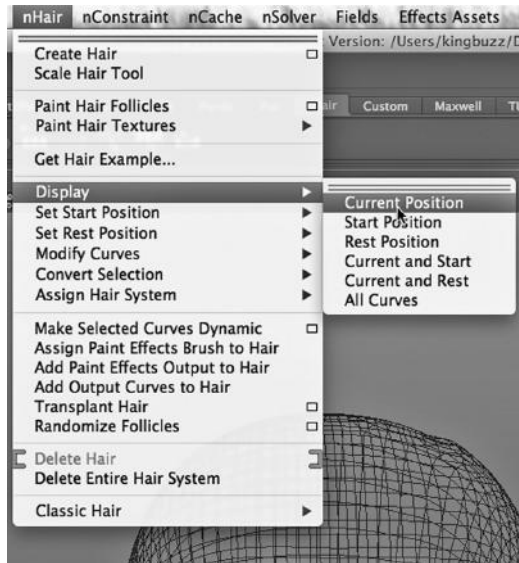 nHair nConstraint nCache nSolver Fields Effects Assets
Version: /Users/kingbuzz/D
Create Hair
Scale Hair Tool
Paint Hair Follicles
Paint Hair Textures
air Custom Maxwell
Get Hair Example...
Display
Set Start Position
Set Rest Position
Modify Curves
Convert Selection
Assign Hair System
Current Position
Start Position
Rest Position
Current and Start
Current and Rest
All Curves
Make Selected Curves Dynamic
Assign Paint Effects Brush to Hair
Add Paint Effects Output to Hair
Add Output Curves to Hair
Transplant Hair
Randomize Follicles
Delete Hair
Delete Entire Hair System
Classic Hair